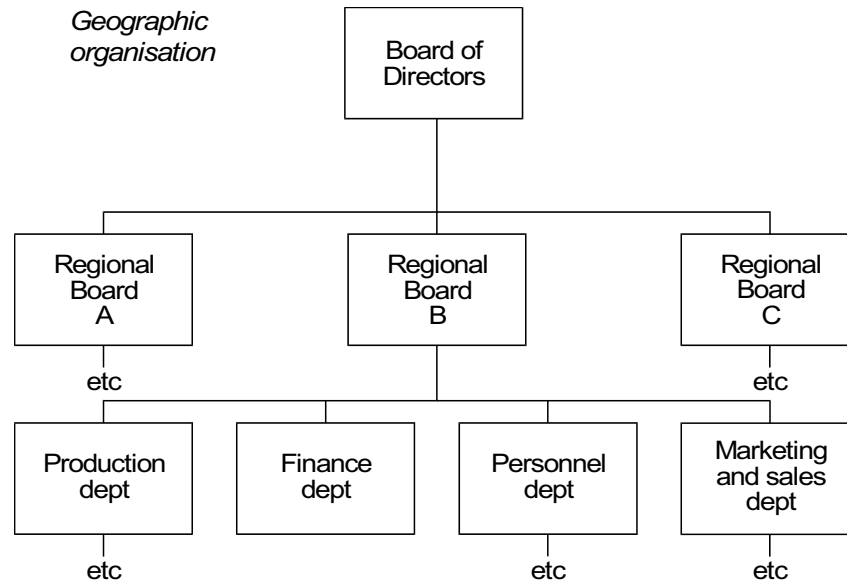 Geographic
organisation
Board of
Directors
Regional
Board
A
Regional
Board
B
Regional
Board
C
etc
etc
Production
dept
Finance
dept
Personnel
dept
Marketing
and sales
dept
etc
etc
etc